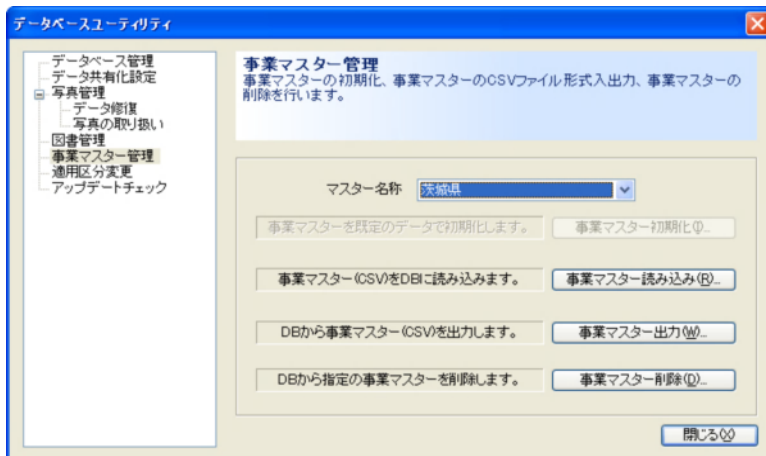 データベースユーティリティ
データベース管理
データ共有化設定
写真管理
データ修復
写真の取り扱い
図書管理
事業マスター管理
適用区分変更
アップデートチェック
事業マスター管理
事業マスターの初期化、事業マスターのCSVファイル形式入出力、事業マスターの
削除を行います。
マスター名称 茨城県
事業マスターを既定のデータで初期化します。 事業マスター初期化(I)...
事業マスター(CSV)をDBに読み込みます。 事業マスター読み込み(R)...
DBから事業マスター(CSV)を出力します。 事業マスター出力(W)...
DBから指定の事業マスターを削除します。 事業マスター削除(D)...
閉じる(X)